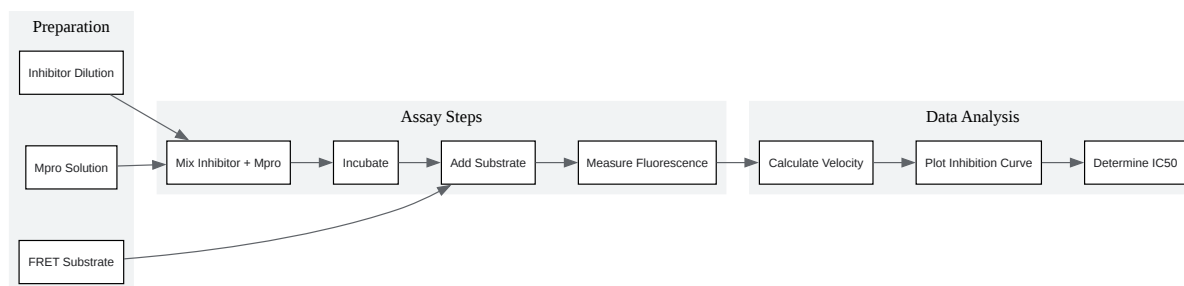 Preparation
Inhibitor Dilution
Mpro Solution
FRET Substrate
Assay Steps
Mix Inhibitor + Mpro
Incubate
Add Substrate
Measure Fluorescence
Data Analysis
Calculate Velocity
Plot Inhibition Curve
Determine IC50